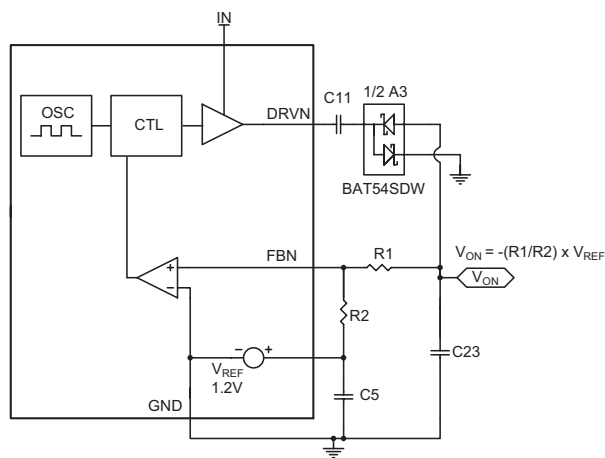 IN
OSC
CTL
DRVN
C11
1/2 A3
BAT54SDW
FBN
R1
V_ON = -(R1/R2) x V_REF
V_ON
+
−
R2
− +
V_REF
1.2V
C23
C5
GND